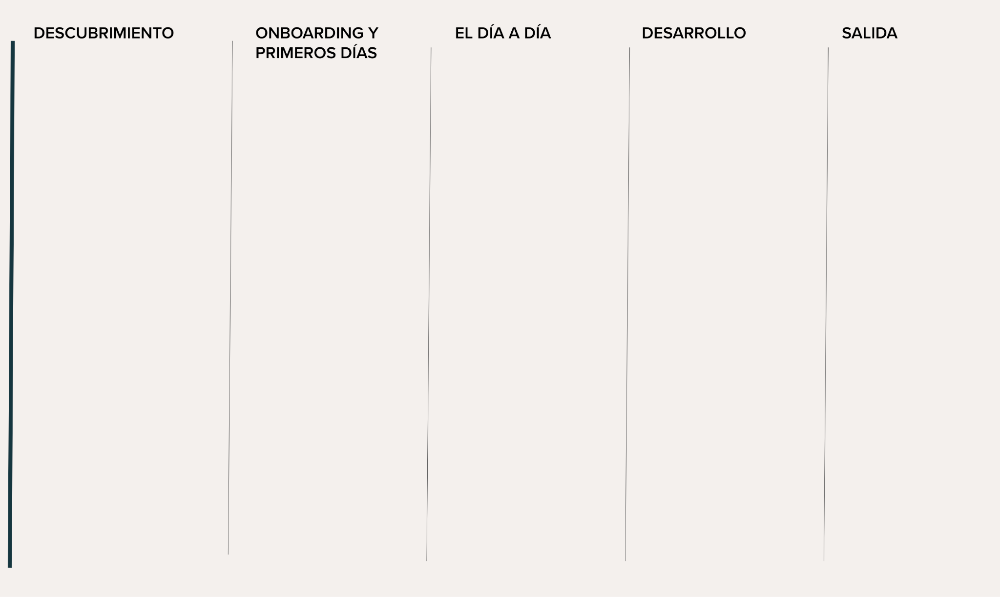 DESCUBRIMIENTO
ONBOARDING Y
PRIMEROS DÍAS
EL DÍA A DÍA
DESARROLLO
SALIDA